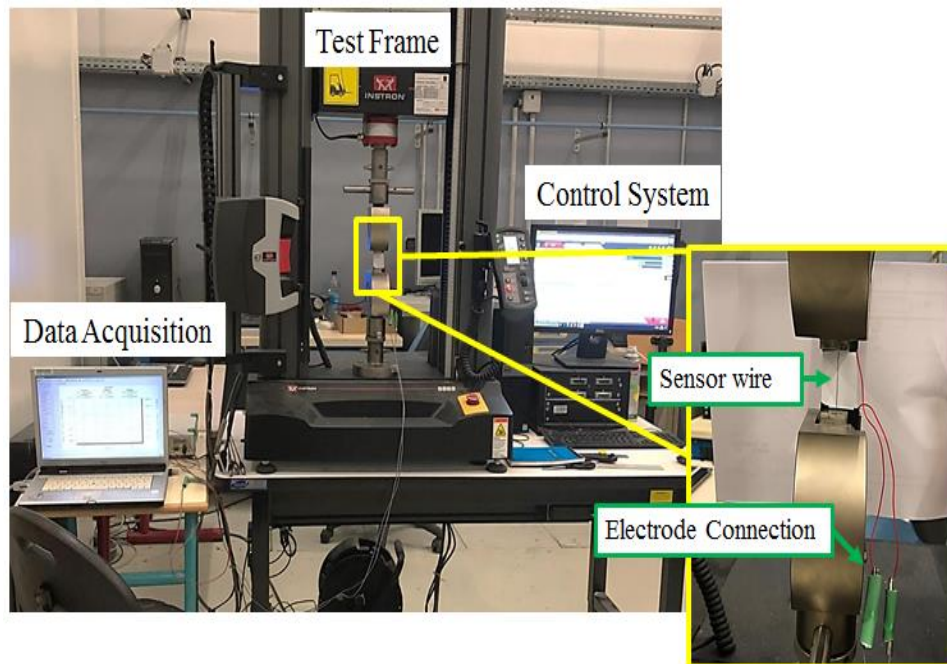 Test Frame
INSTRON
Control System
Data Acquisition
Sensor wire
Electrode Connection